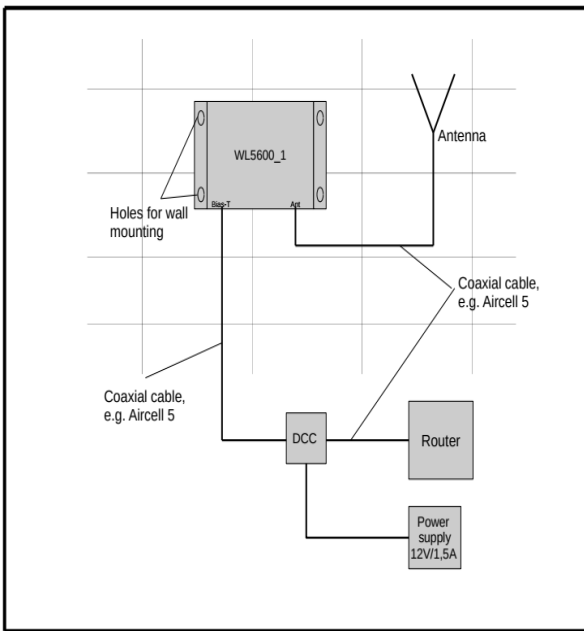 WL5600_1
Bias-T
Ant
Antenna
Holes for wall
mounting
Coaxial cable,
e.g. Aircell 5
Coaxial cable,
e.g. Aircell 5
DCC
Router
Power
supply
12V/1,5A